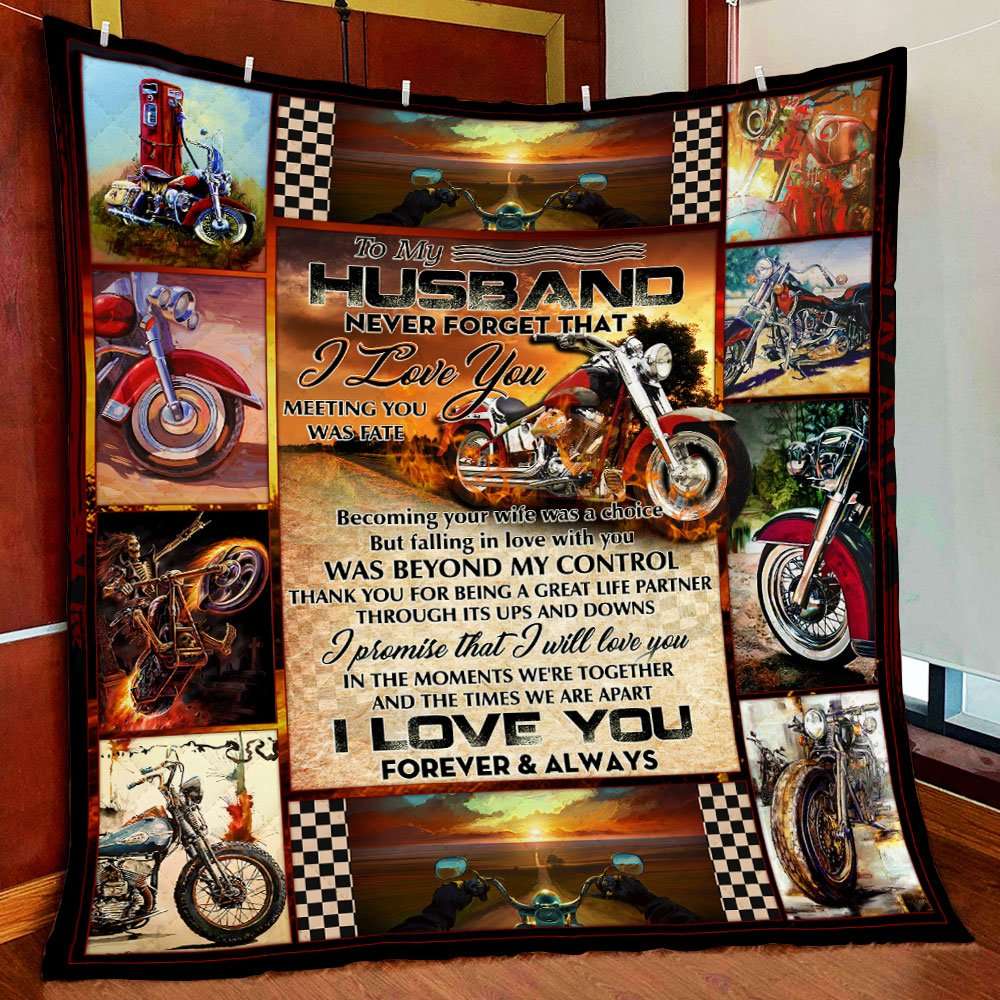 To My
HUSBAND
NEVER FORGET THAT
I Love You
MEETING YOU
WAS FATE
Becoming your wife was a choice
But falling in love with you
WAS BEYOND MY CONTROL
THANK YOU FOR BEING A GREAT LIFE PARTNER
THROUGH ITS UPS AND DOWNS
I promise that I will love you
IN THE MOMENTS WE'RE TOGETHER
AND THE TIMES WE ARE APART
I LOVE YOU
FOREVER & ALWAYS